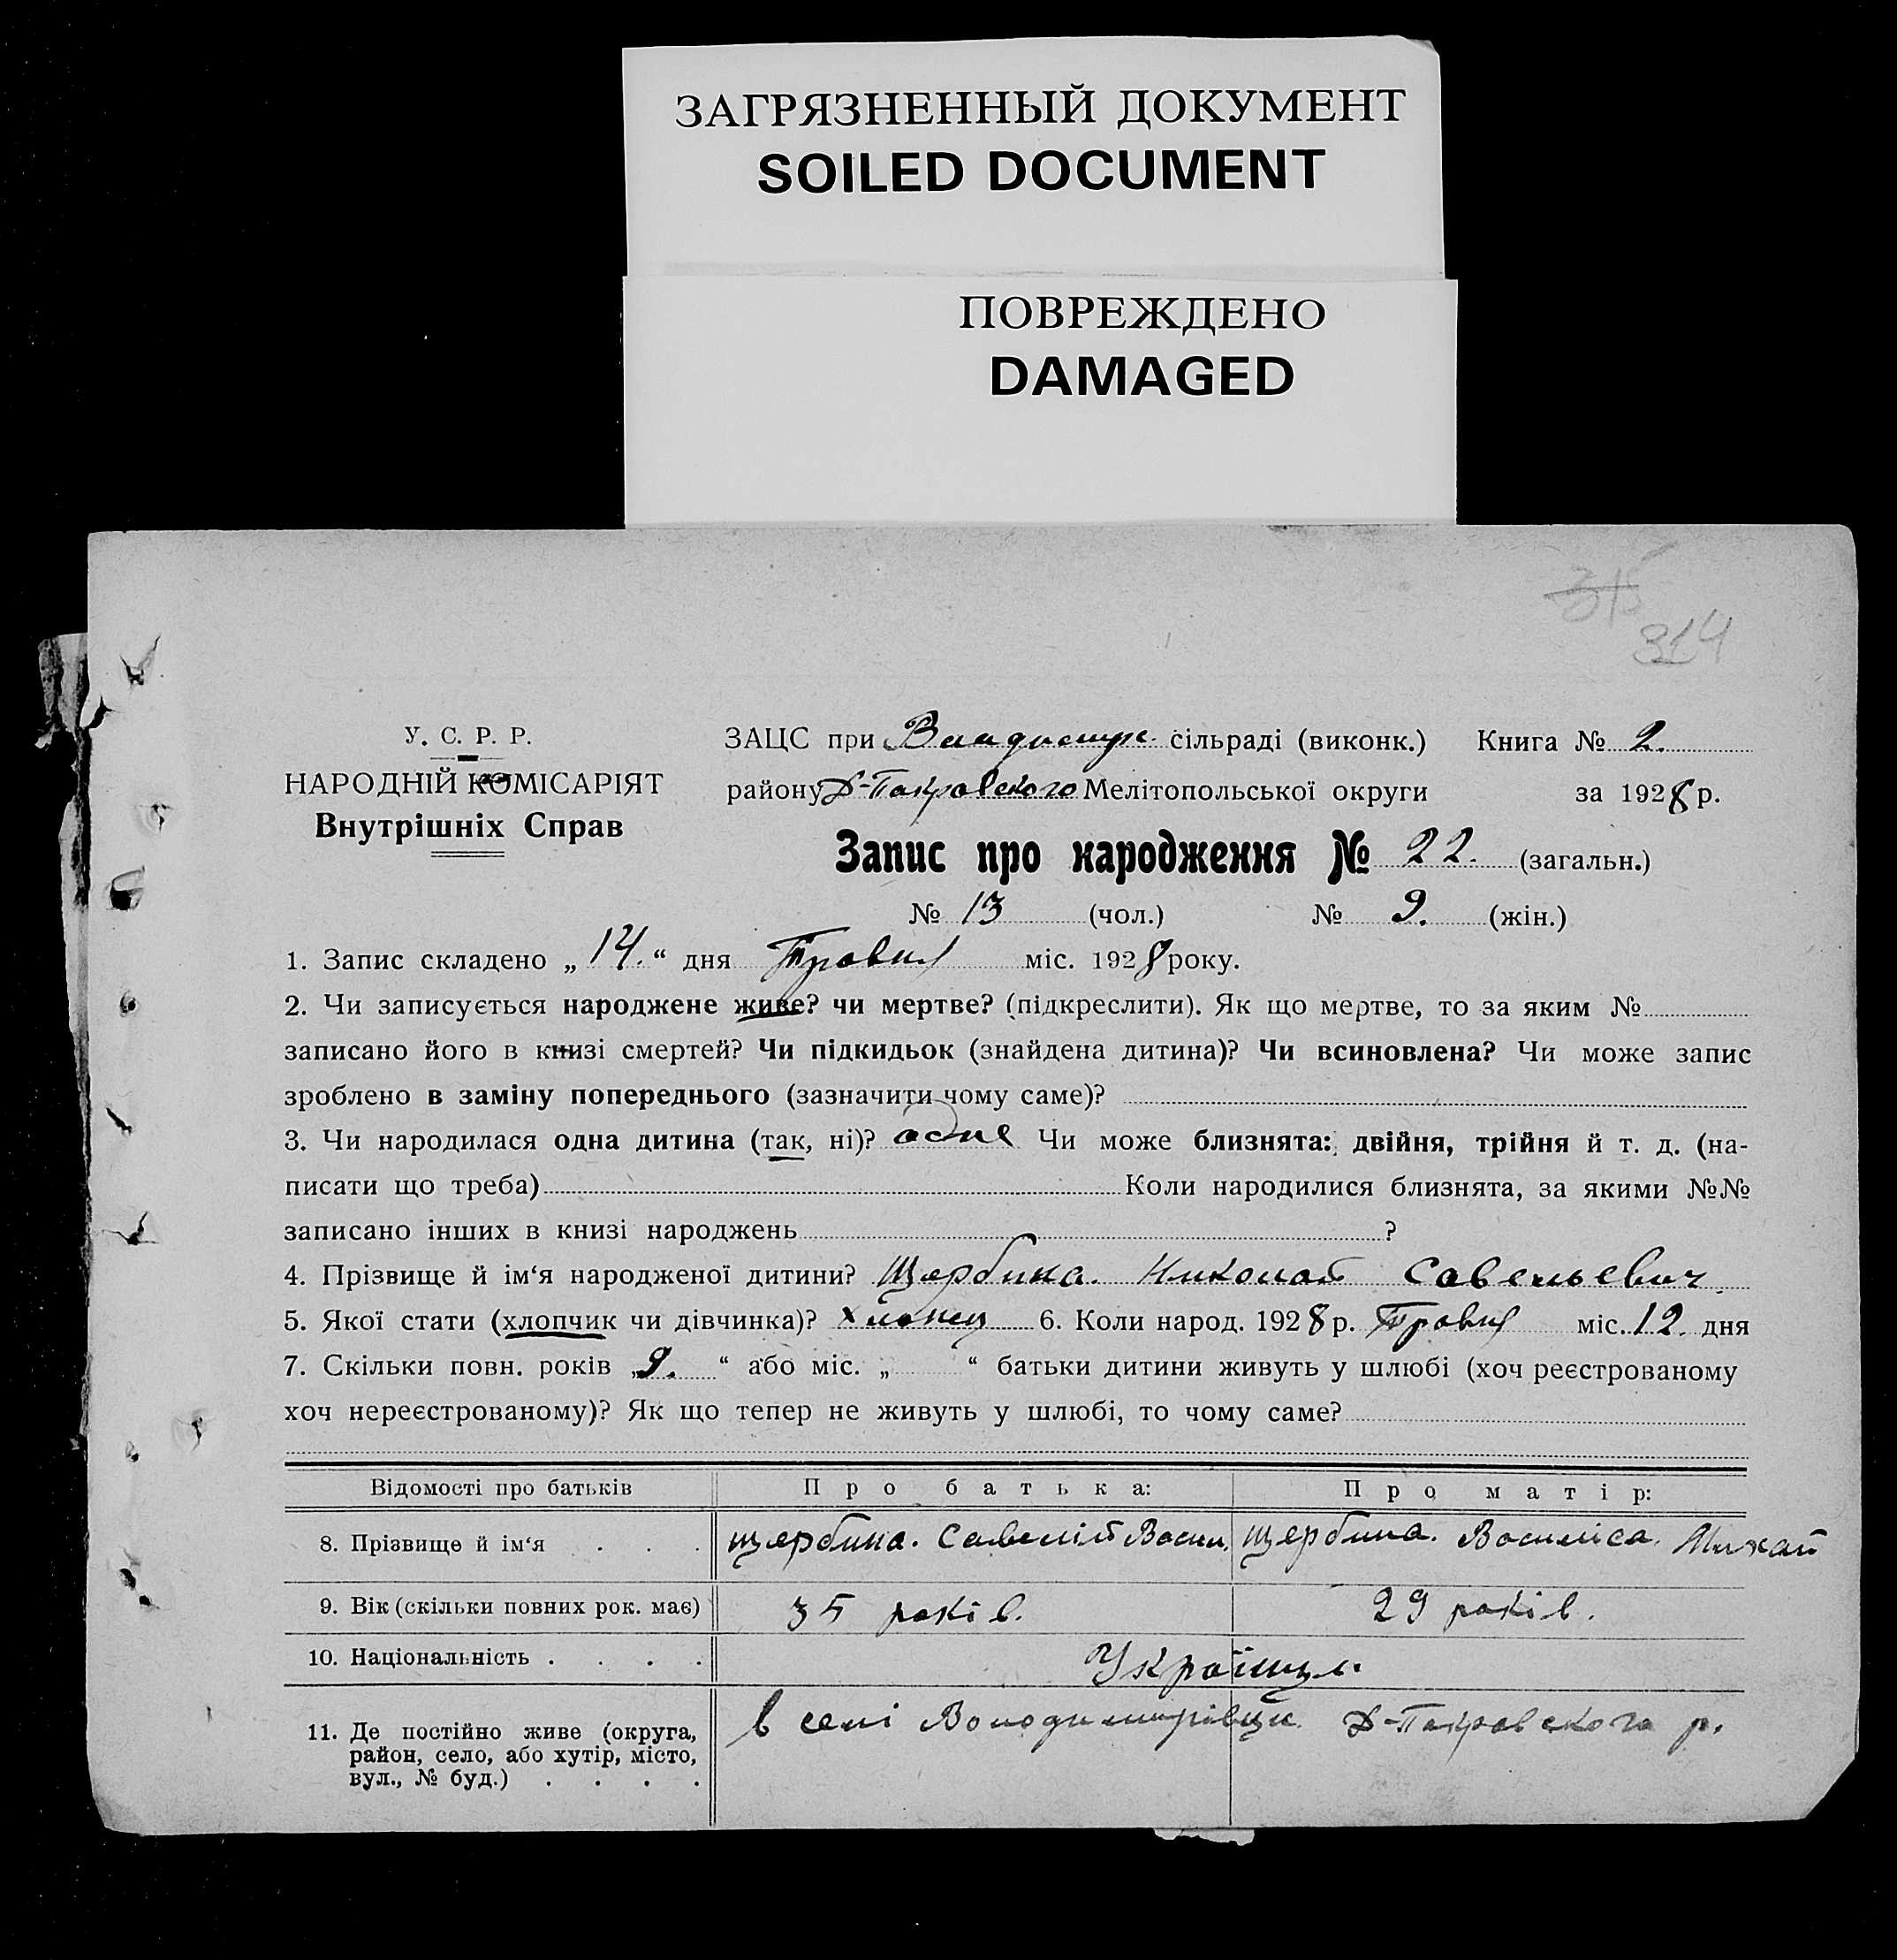 ЗАГРЯЗНЕННЫЙ ДОКУМЕНТ
SOILED DOCUMENT
ПОВРЕЖДЕНО
DAMAGED
315
314
У. С. Р. Р.
НАРОДНІЙ КОМІСАРІЯТ
Внутрішніх Справ
ЗАЦС при сільраді (виконк.) Книга № 2.
району Д-Покровского Мелітопольської округи за 1928 р.
Запис про народження № 22. (загальн.)
№ 13 (чол.) № 9. (жін.)
1. Запис складено „14.“ дня Травня міс. 1928 року.
2. Чи записується народжене живе? чи мертве? (підкреслити). Як що мертве, то за яким №
записано його в книзі смертей? Чи підкидьок (знайдена дитина)? Чи всиновлена? Чи може запис
зроблено в заміну попереднього (зазначити чому саме)?
3. Чи народилася одна дитина (так, ні)? одне Чи може близнята: двійня, трійня й т. д. (на-
писати що треба) Коли народилися близнята, за якими №№
записано інших в книзі народжень ?
4. Прізвище й ім‘я народженої дитини? Щербина. Николай Савельевич
5. Якої стати (хлопчик чи дівчинка)? хлопец 6. Коли народ. 1928 р. Травня міс. 12. дня
7. Скільки повн. років „9.“ або міс. „ “ батьки дитини живуть у шлюбі (хоч реєстрованому
хоч нереєстрованому)? Як що тепер не живуть у шлюбі, то чому саме?
Відомості про батьків Про батька: Про матір:
8. Прізвище й ім‘я . . . Щербина. Савелій Васил. Щербина. Василіса. Михай
9. Вік (скільки повних рок. має) 35 років. 29 років.
10. Національність . . . . Українці.
11. Де постійно живе (округа, в селі Володимирівци Д-Покровского р.
район, село, або хутір, місто,
вул., № буд.) . . . .